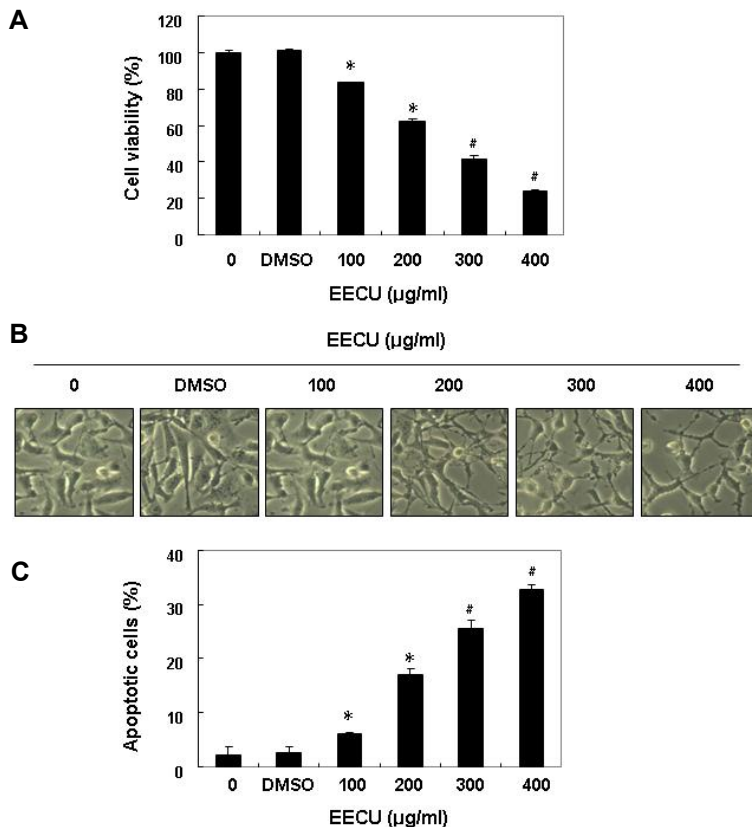 A
Cell viability (%)
120
100
80
60
40
20
0
*
*
#
#
0 DMSO 100 200 300 400
EECU (µg/ml)
B
EECU (µg/ml)
0 DMSO 100 200 300 400
C
Apoptotic cells (%)
40
30
20
10
0
*
*
#
#
0 DMSO 100 200 300 400
EECU (µg/ml)